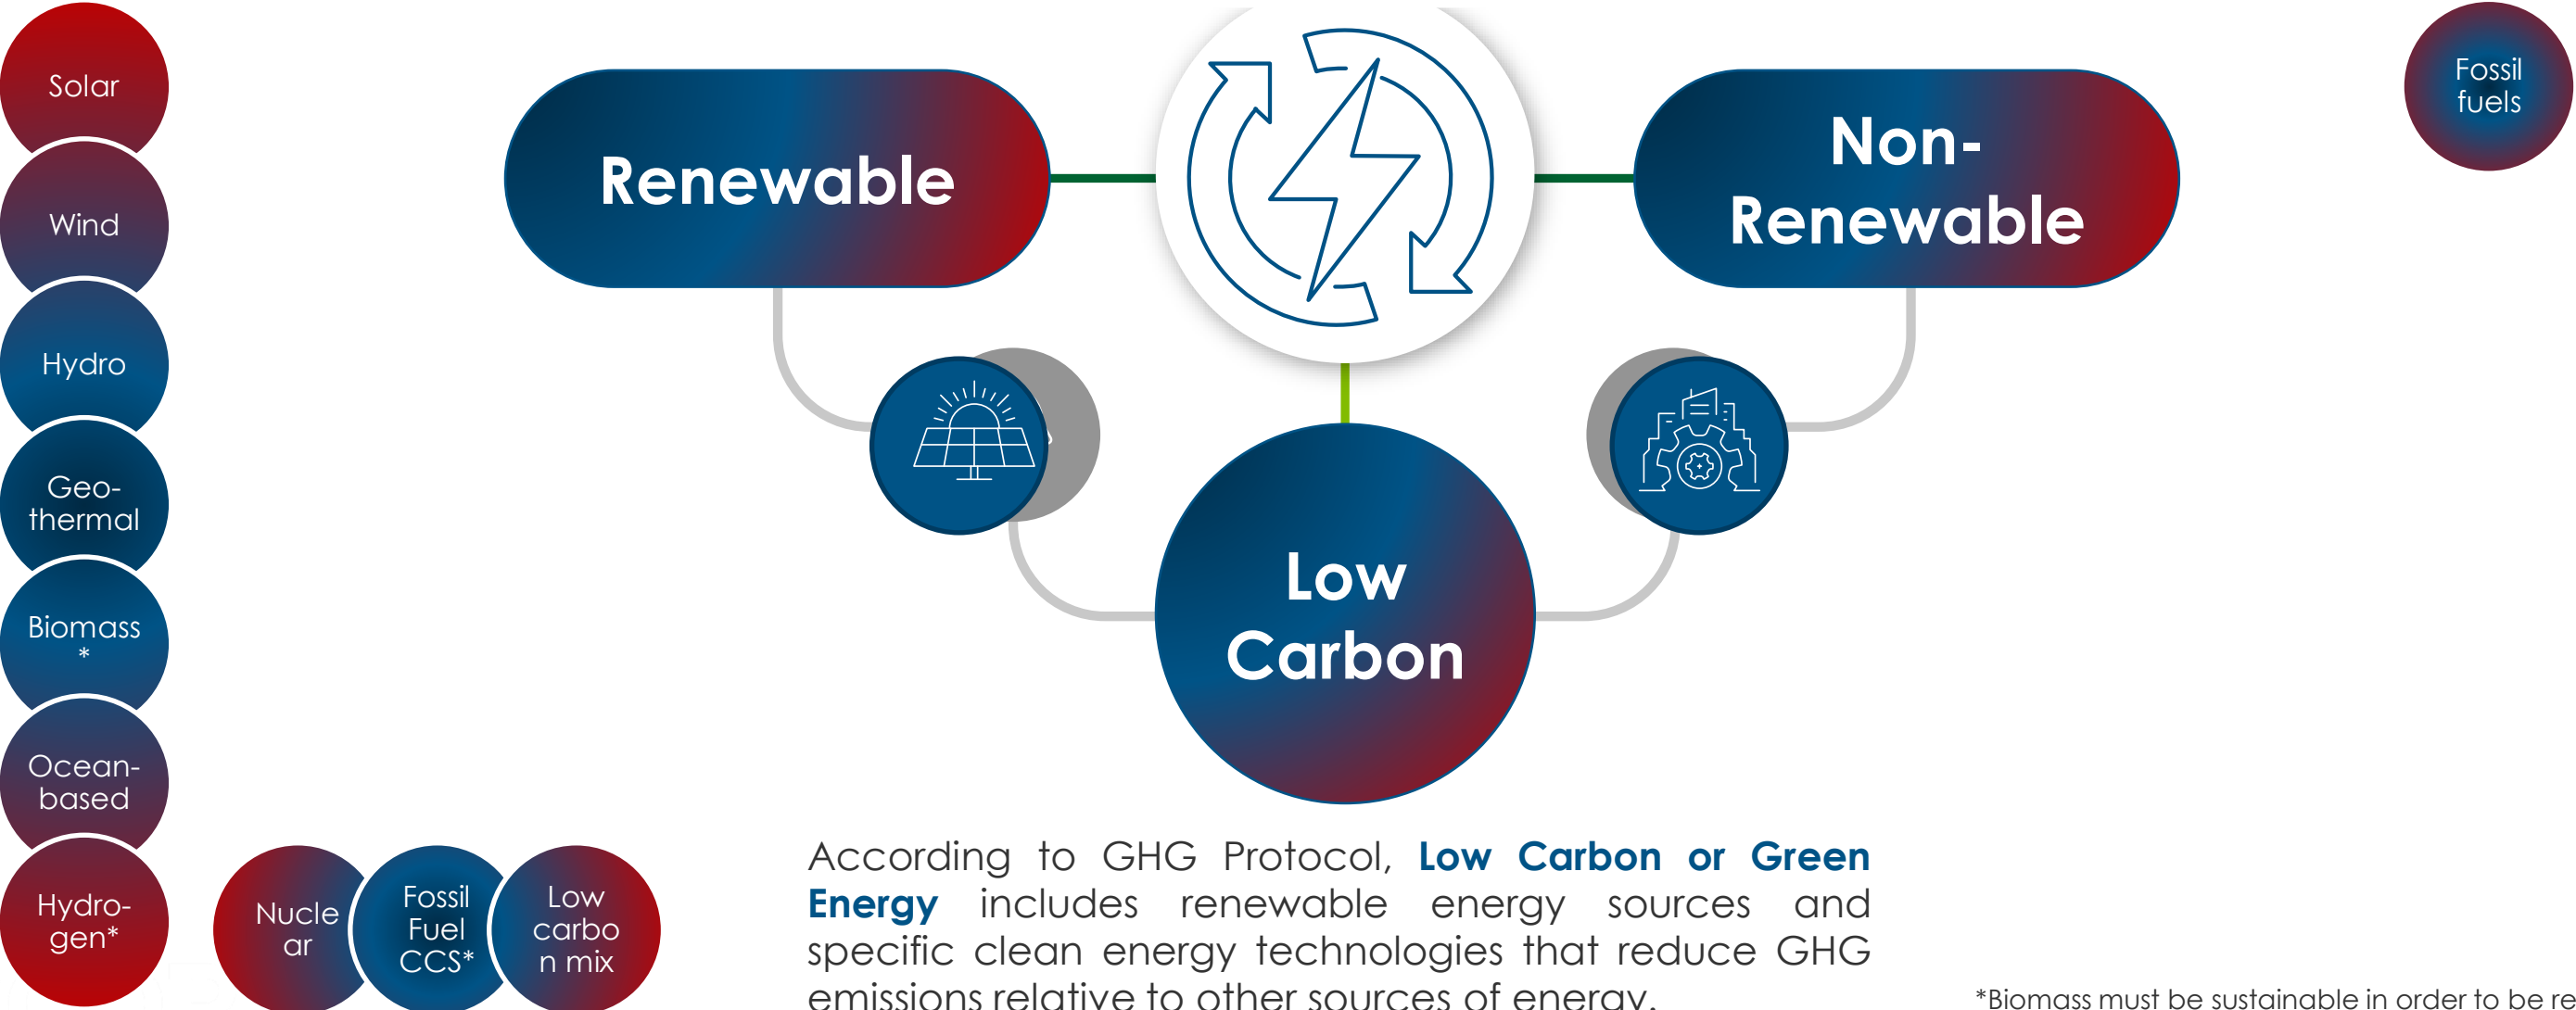 Solar
Wind
Hydro
Geo-
thermal
Biomass
*
Ocean-
based
Hydro-
gen*
Nucle
ar
Fossil
Fuel
CCS*
Low
carbo
n mix
Renewable
Non-
Renewable
Fossil
fuels
Low
Carbon
According to GHG Protocol, Low Carbon or Green
Energy includes renewable energy sources and
specific clean energy technologies that reduce GHG
emissions relative to other sources of energy.
*Biomass must be sustainable in order to be re